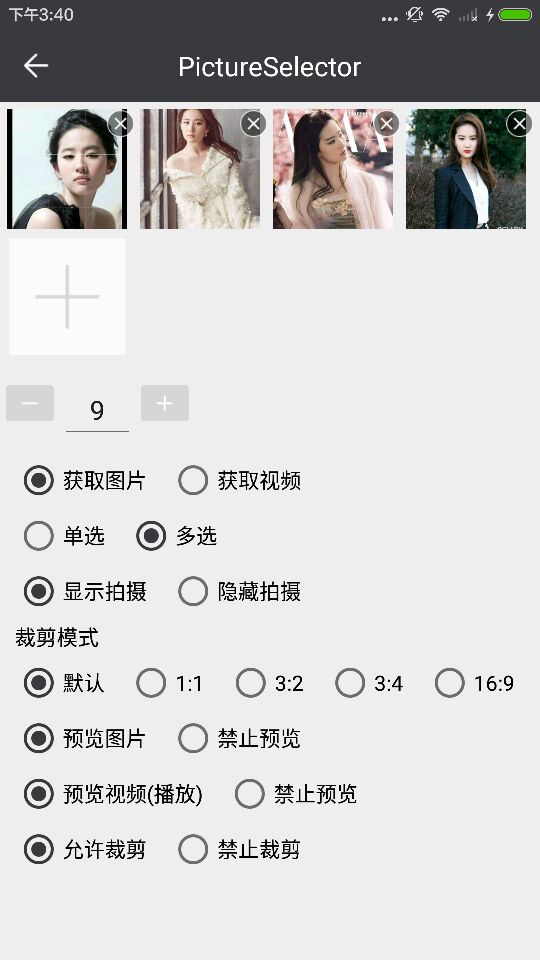 下午3:40
PictureSelector
9
获取图片 获取视频
单选 多选
显示拍摄 隐藏拍摄
裁剪模式
默认 1:1 3:2 3:4 16:9
预览图片 禁止预览
预览视频(播放) 禁止预览
允许裁剪 禁止裁剪